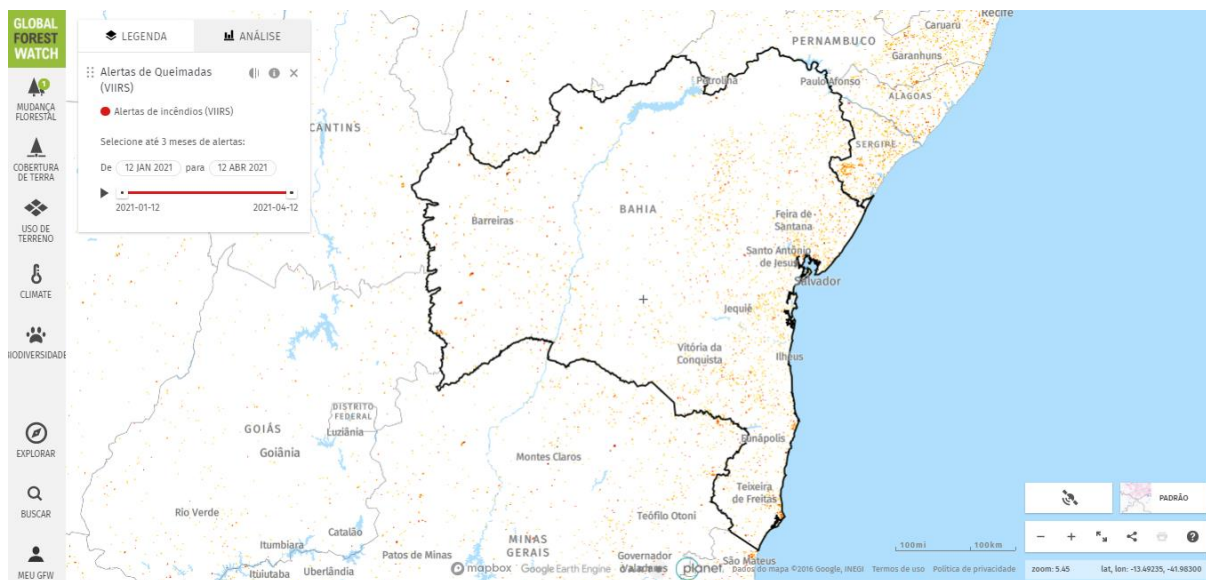 GLOBAL
FOREST
WATCH
MUDANÇA
FLORESTAL
1
COBERTURA
DE TERRA
USO DE
TERRENO
CLIMATE
BIODIVERSIDADE
EXPLORAR
BUSCAR
MEU GFW
LEGENDA
ANÁLISE
Alertas de Queimadas
(VIIRS)
Alertas de incêndios (VIIRS)
Selecione até 3 meses de alertas:
De 12 JAN 2021 para 12 ABR 2021
2021-01-12 2021-04-12
CANTINS
Recife
Caruaru
PERNAMBUCO
Garanhuns
Petrolina
Paulo Afonso
ALAGOAS
SERGIPE
BAHIA
Barreiras
Feira de
Santana
Santo Antônio
de Jesus
Salvador
Jequié
Vitória da
Conquista
Ilhéus
DISTRITO
FEDERAL
GOIÁS
Luziânia
Goiânia
Eunápolis
Montes Claros
Teixeira
de Freitas
Rio Verde
Teófilo Otoni
Catalão
Itumbiara
MINAS
GERAIS
Patos de Minas
Governador
Valadares
São Mateus
Ituiutaba
Uberlândia
mapbox
Google Earth Engine
planet.
Dados do mapa ©2016 Google, INEGI
Termos de uso
Política de privacidade
100mi
100km
PADRÃO
zoom: 5.45
lat, lon: -13.49235, -41.98300